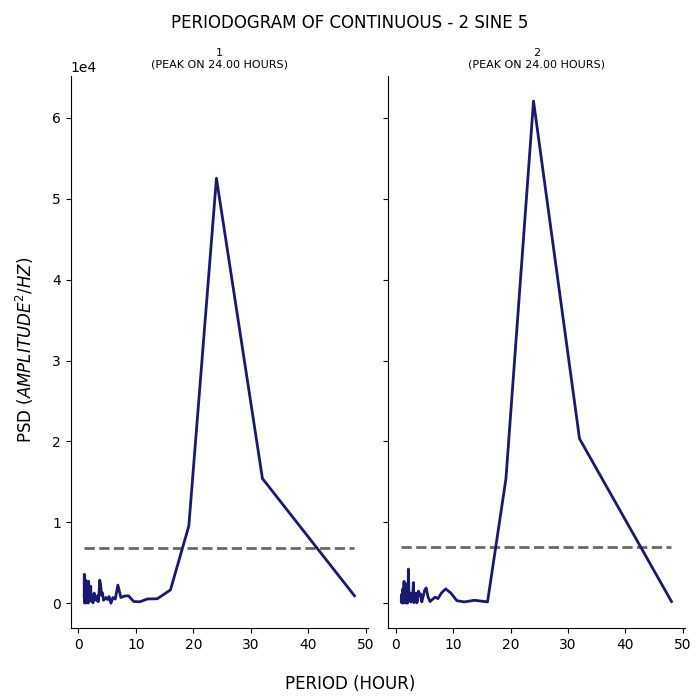 PERIODOGRAM OF CONTINUOUS - 2 SINE 5
1
(PEAK ON 24.00 HOURS)
2
(PEAK ON 24.00 HOURS)
1e4
6
5
4
3
2
1
0
PSD (AMPLITUDE²/HZ)
0 10 20 30 40 50
0 10 20 30 40 50
PERIOD (HOUR)